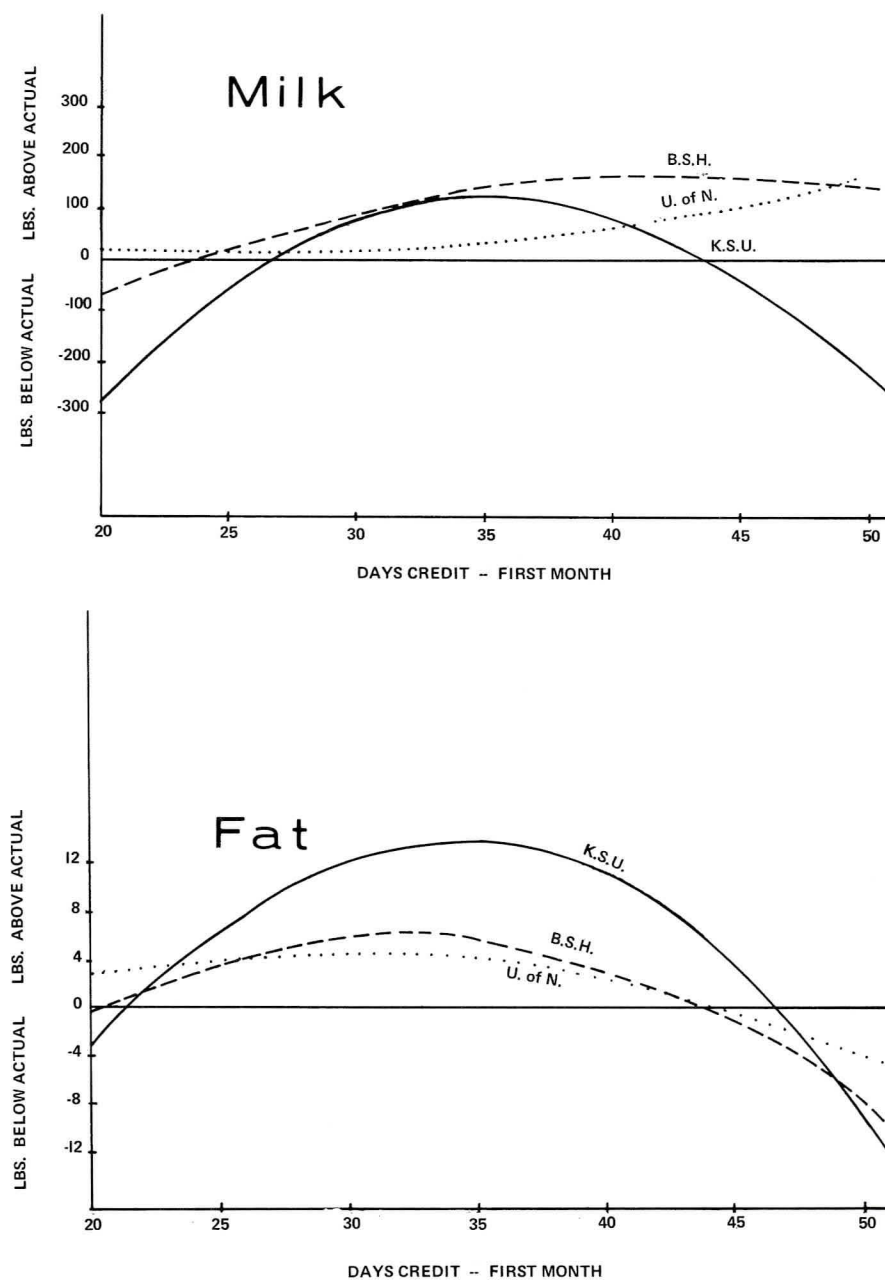 Milk
LBS. ABOVE ACTUAL
LBS. BELOW ACTUAL
300
200
100
0
-100
-200
-300
B.S.H.
U. of N.
K.S.U.
20 25 30 35 40 45 50
DAYS CREDIT -- FIRST MONTH
Fat
LBS. ABOVE ACTUAL
LBS. BELOW ACTUAL
12
8
4
0
-4
-8
-12
K.S.U.
B.S.H.
U. of N.
20 25 30 35 40 45 50
DAYS CREDIT -- FIRST MONTH